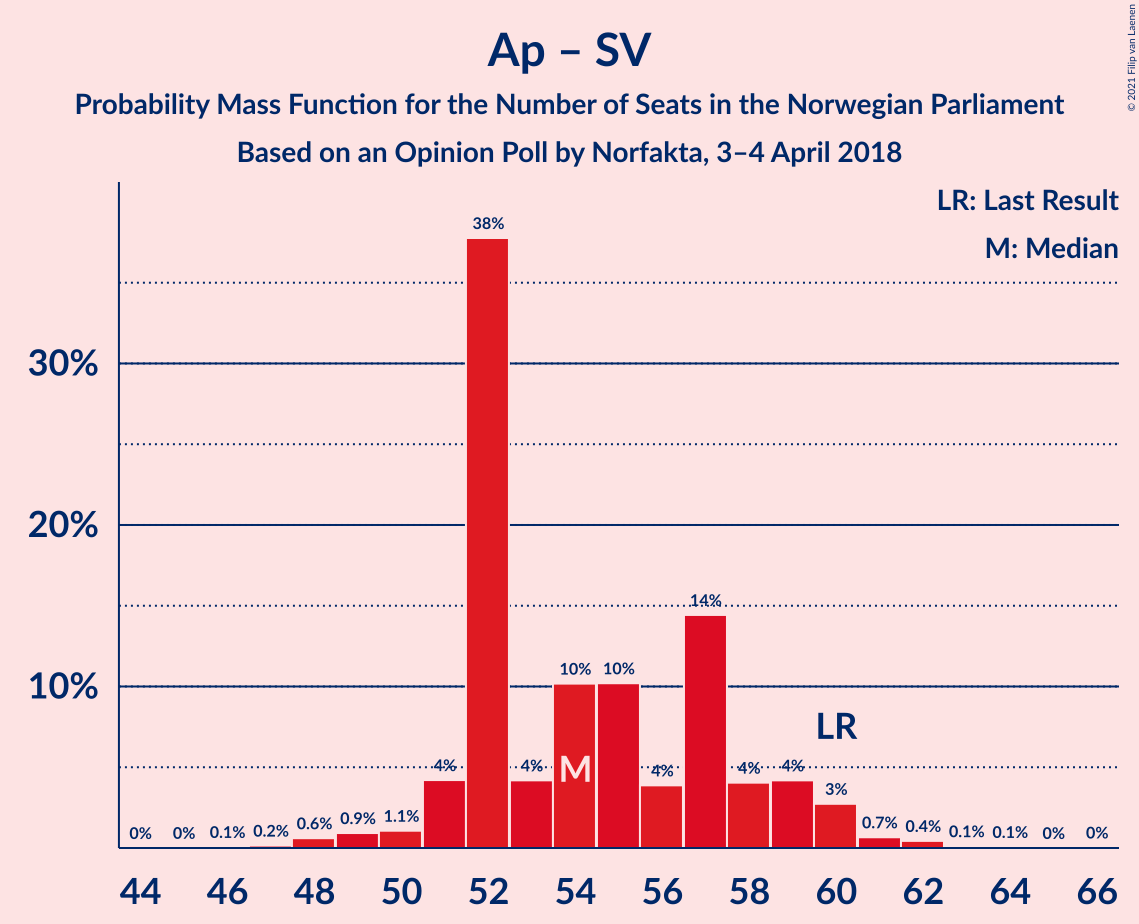 Ap – SV
Probability Mass Function for the Number of Seats in the Norwegian Parliament
Based on an Opinion Poll by Norfakta, 3–4 April 2018
© 2021 Filip van Laenen
LR: Last Result
M: Median
30%
20%
10%
0%
0%
0.1%
0.2%
0.6%
0.9%
1.1%
4%
38%
4%
10%
10%
4%
14%
4%
4%
3%
0.7%
0.4%
0.1%
0.1%
0%
0%
M
LR
44 46 48 50 52 54 56 58 60 62 64 66